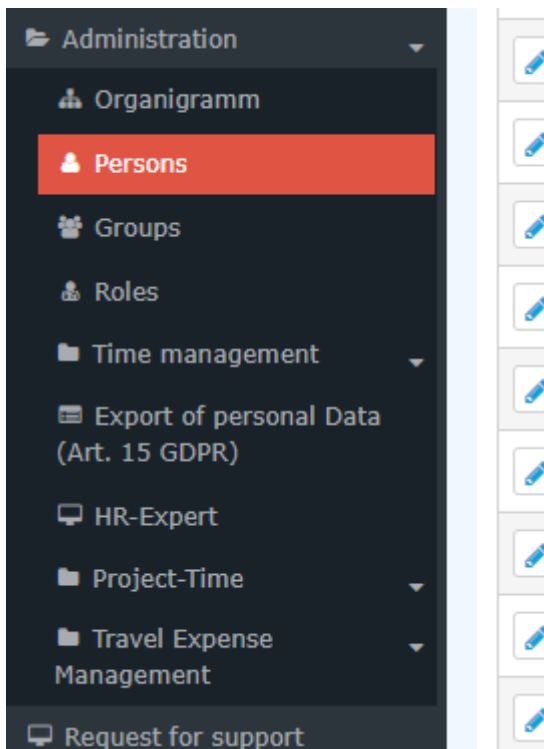 Administration
Organigramm
Persons
Groups
Roles
Time management
Export of personal Data
(Art. 15 GDPR)
HR-Expert
Project-Time
Travel Expense
Management
Request for support